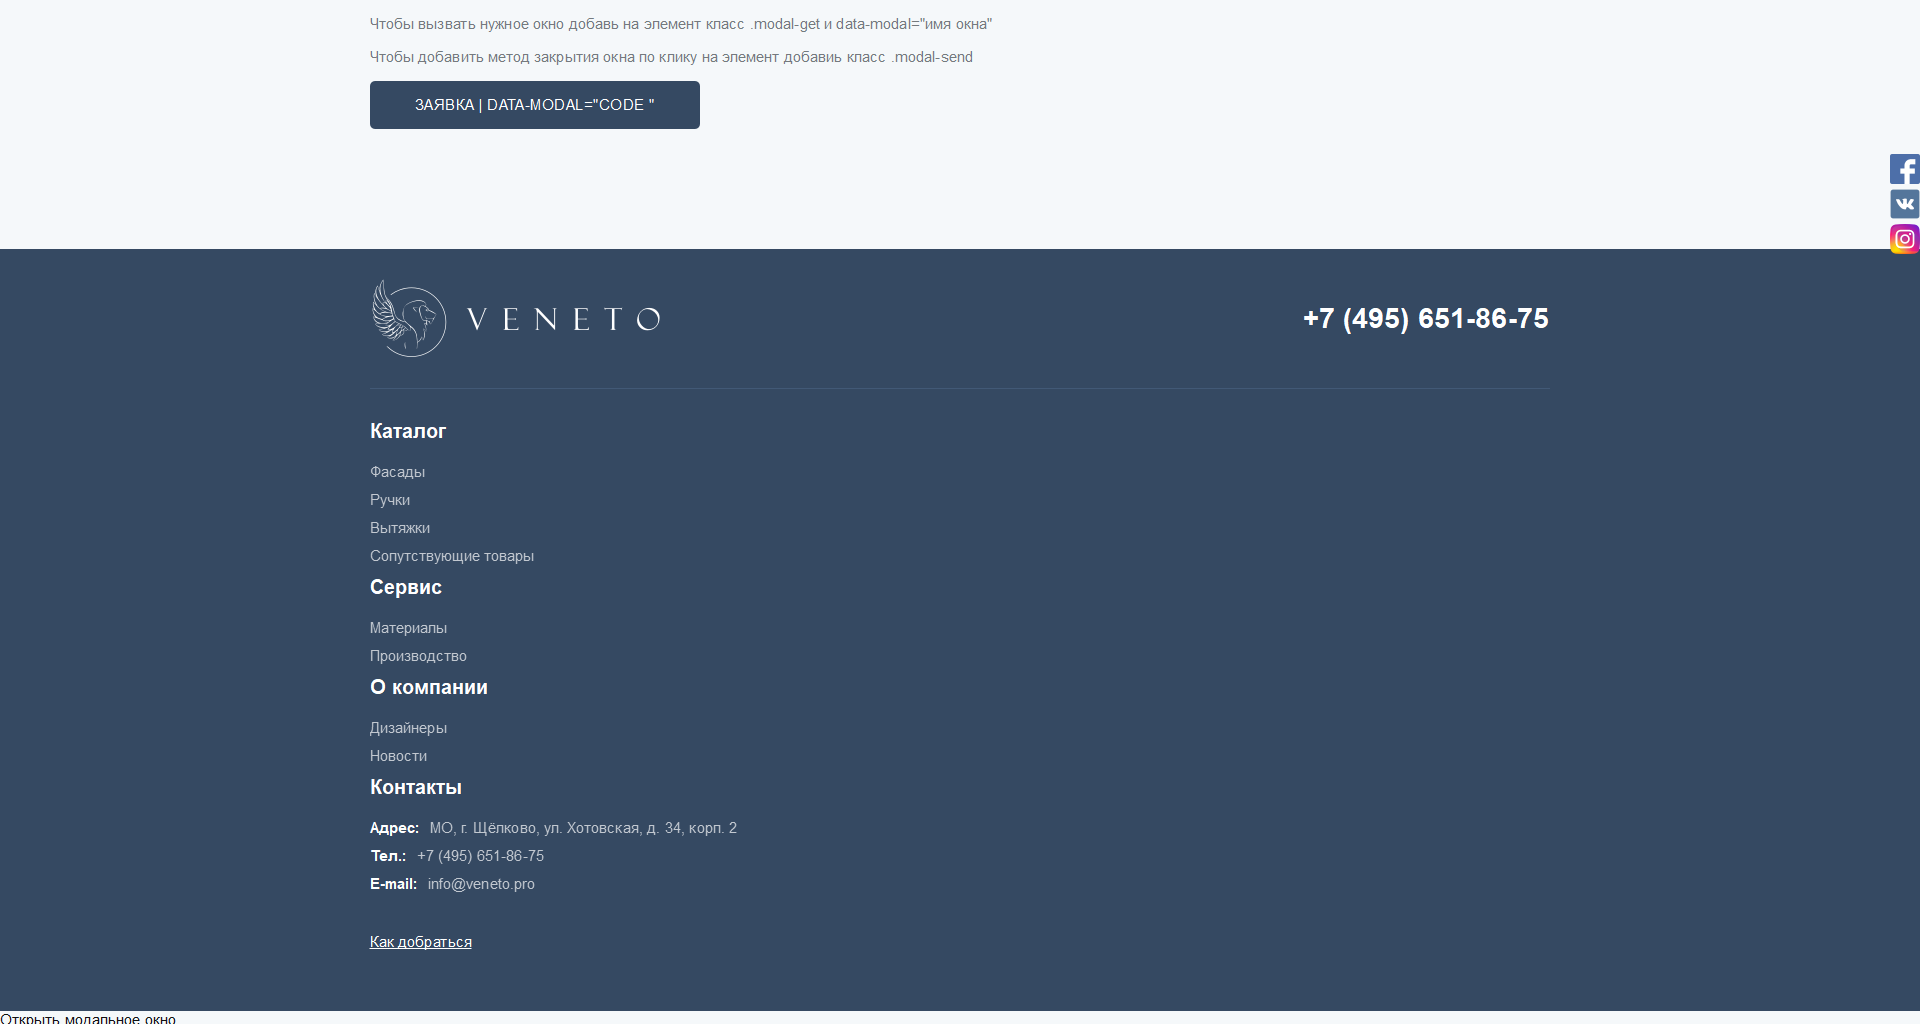 Чтобы вызвать нужное окно добавь на элемент класс .modal-get и data-modal="имя окна"
Чтобы добавить метод закрытия окна по клику на элемент добавиь класс .modal-send
ЗАЯВКА | DATA-MODAL="CODE "
VENETO
+7 (495) 651-86-75
Каталог
Фасады
Ручки
Вытяжки
Сопутствующие товары
Сервис
Материалы
Производство
О компании
Дизайнеры
Новости
Контакты
Адрес: МО, г. Щёлково, ул. Хотовская, д. 34, корп. 2
Тел.: +7 (495) 651-86-75
E-mail: info@veneto.pro
Как добраться
Открыть модальное окно